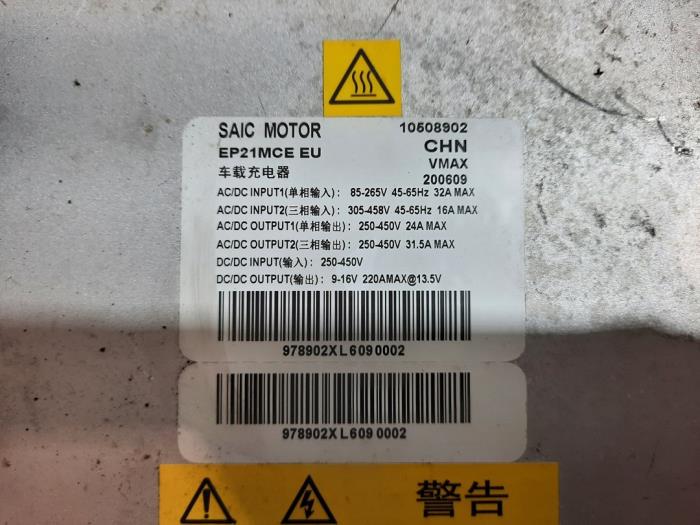 SAIC MOTOR 10508902
EP21MCE EU CHN
VMAX
车载充电器 200609
AC/DC INPUT1(单相输入): 85-265V 45-65Hz 32A MAX
AC/DC INPUT2(三相输入): 305-458V 45-65Hz 16A MAX
AC/DC OUTPUT1(单相输出): 250-450V 24A MAX
AC/DC OUTPUT2(三相输出): 250-450V 31.5A MAX
DC/DC INPUT(输入): 250-450V
DC/DC OUTPUT(输出): 9-16V 220AMAX@13.5V
978902XL6090002
978902XL6090002
警告